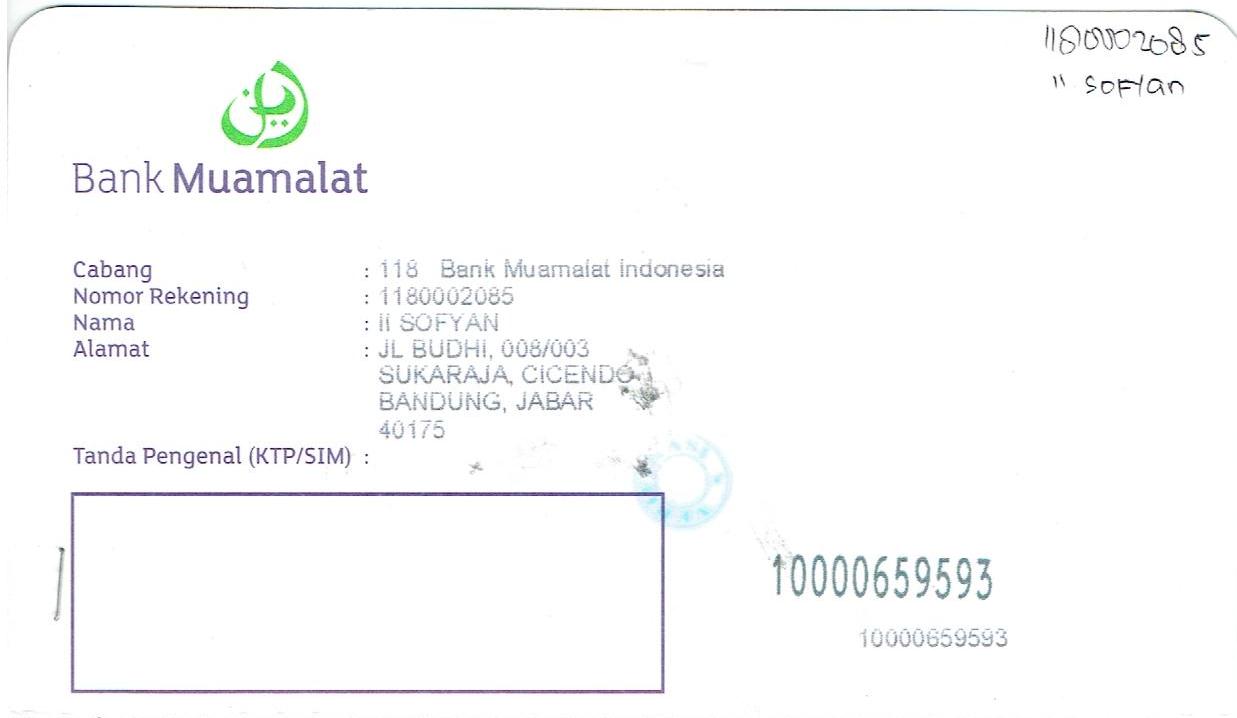 1180002085
II SOFYan
Bank Muamalat
Cabang : 118 Bank Muamalat Indonesia
Nomor Rekening : 1180002085
Nama : II SOFYAN
Alamat : JL BUDHI, 008/003
SUKARAJA, CICENDO
BANDUNG, JABAR
40175
Tanda Pengenal (KTP/SIM) :
10000659593
10000659593